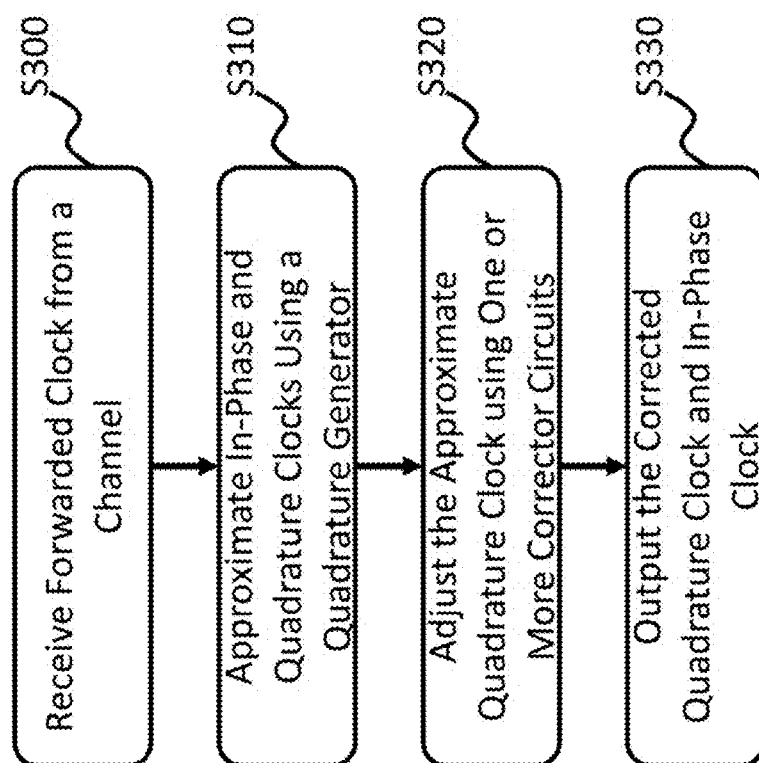 S300
Receive Forwarded Clock from a
Channel
S310
Approximate In-Phase and
Quadrature Clocks Using a
Quadrature Generator
S320
Adjust the Approximate
Quadrature Clock using One or
More Corrector Circuits
S330
Output the Corrected
Quadrature Clock and In-Phase
Clock